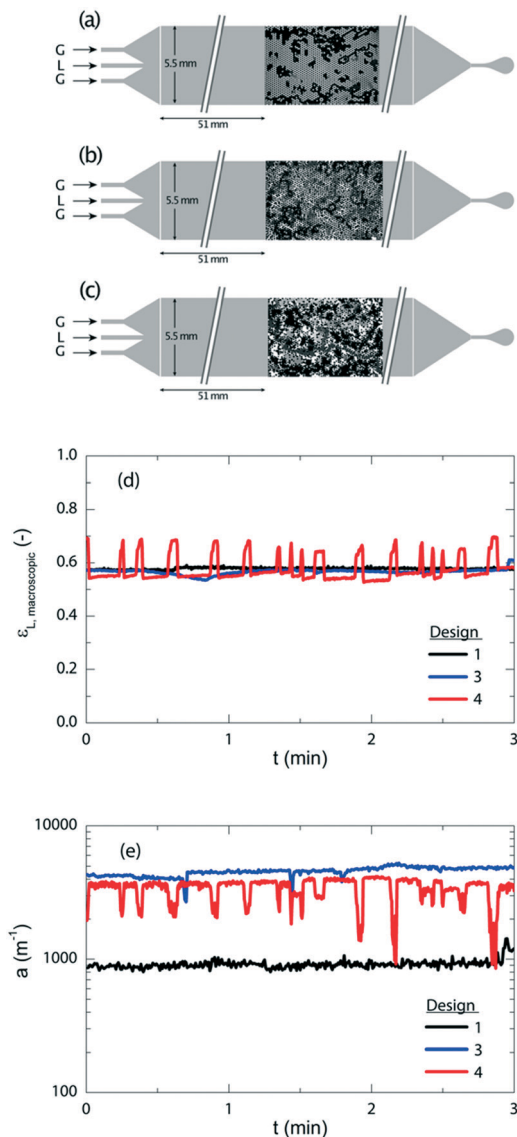 (a)
G
L
G
5.5 mm
51 mm
(b)
G
L
G
5.5 mm
51 mm
(c)
G
L
G
5.5 mm
51 mm
(d)
εL, macroscopic (-)
1.0
0.8
0.6
0.4
0.2
0.0
Design
1
3
4
0 1 2 3
t (min)
(e)
a (m⁻¹)
10000
1000
100
Design
1
3
4
0 1 2 3
t (min)